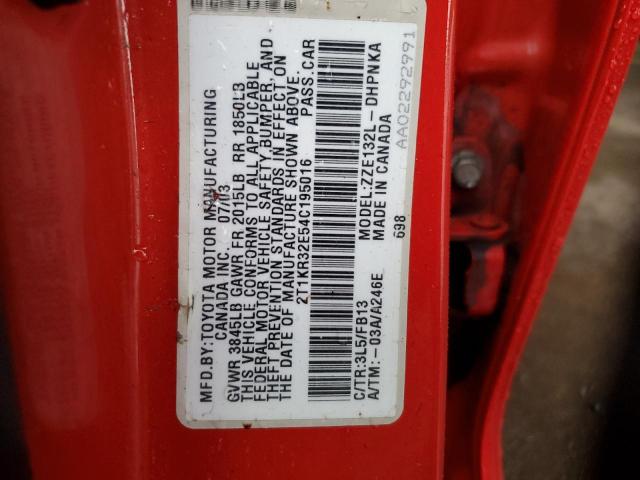 MFD.BY:TOYOTA MOTOR MANUFACTURING
CANADA INC. 07/03
GVWR 3845LB GAWR FR 2015LB RR 1850LB
THIS VEHICLE CONFORMS TO ALL APPLICABLE
FEDERAL MOTOR VEHICLE SAFETY BUMPER, AND
THEFT PREVENTION STANDARDS IN EFFECT ON
THE DATE OF MANUFACTURE SHOWN ABOVE.
2T1KR32E54C195016 PASS.CAR
C/TR:3L5/FB13 MODEL:ZZE132L-DHPNKA
A/TM:-03A/A246E MADE IN CANADA
698
AA02292991